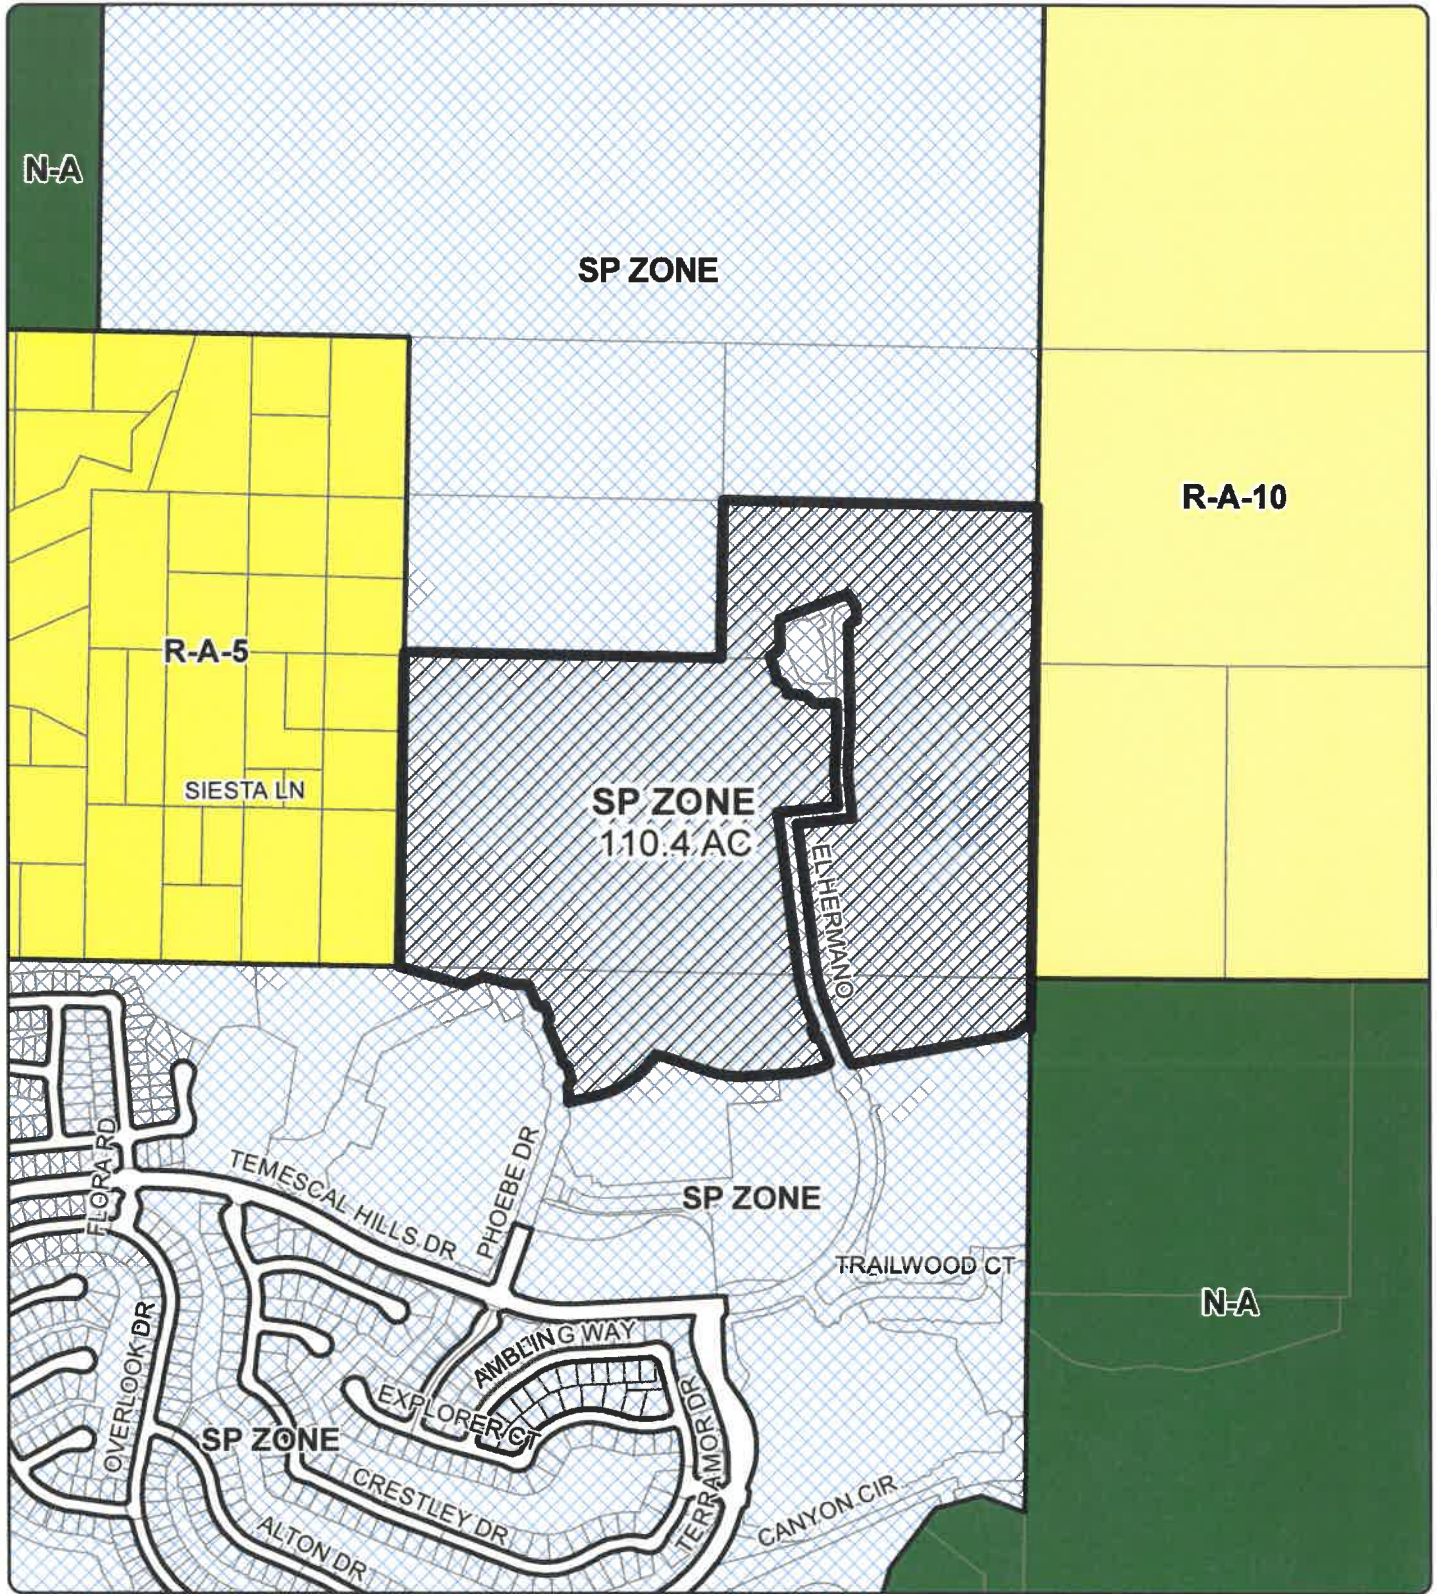 N-A
SP ZONE
R-A-10
R-A-5
SIESTA LN
SP ZONE
110.4 AC
EL HERMANO
FLORA RD
TEMESCAL HILLS DR
PHOEBE DR
SP ZONE
TRAILWOOD CT
N-A
OVERLOOK DR
AMBLING WAY
EXPLORER CT
SP ZONE
TERRAMOR DR
CRESTLEY DR
CANYON CIR
ALTON DR